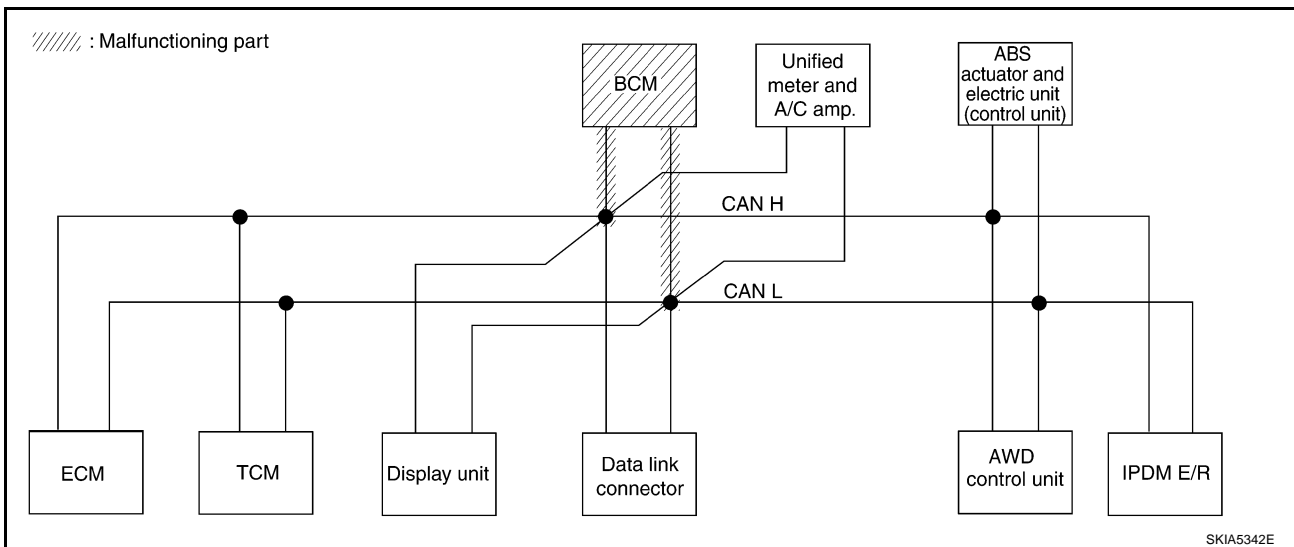 : Malfunctioning part
BCM
Unified
meter and
A/C amp.
ABS
actuator and
electric unit
(control unit)
CAN H
CAN L
ECM
TCM
Display unit
Data link
connector
AWD
control unit
IPDM E/R
SKIA5342E